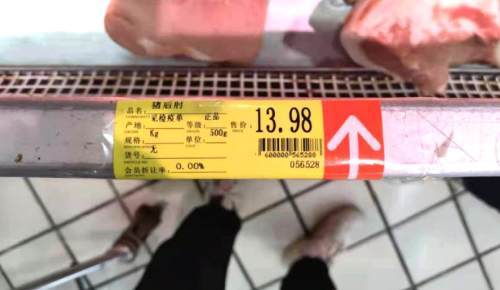 品名: 猪后肘
产地: 见检疫单 等级: 正品 售价: 13.98
规格: Kg 单位: 500g
货号: 无
会员折让率: 0.00%
056528